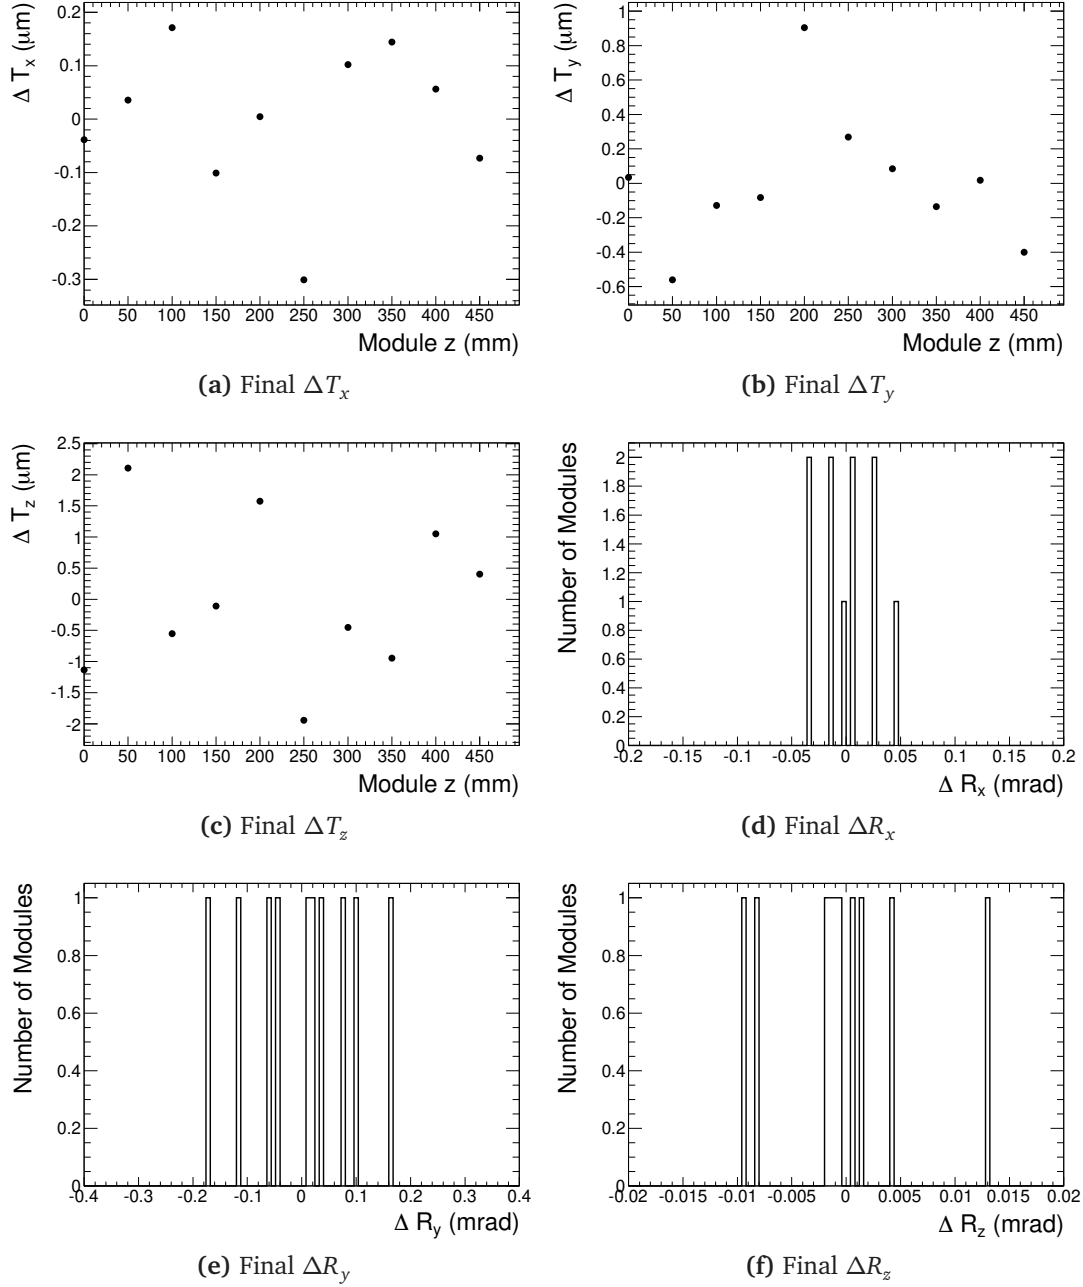 Δ Tₓ (μm)
0.2
0.1
0
-0.1
-0.2
-0.3
0 50 100 150 200 250 300 350 400 450
Module z (mm)
(a) Final ΔTₓ
Δ T_y (μm)
1
0.8
0.6
0.4
0.2
0
-0.2
-0.4
-0.6
0 50 100 150 200 250 300 350 400 450
Module z (mm)
(b) Final ΔT_y
Δ T_z (μm)
2.5
2
1.5
1
0.5
0
-0.5
-1
-1.5
-2
0 50 100 150 200 250 300 350 400 450
Module z (mm)
(c) Final ΔT_z
Number of Modules
2
1.8
1.6
1.4
1.2
1
0.8
0.6
0.4
0.2
0
-0.2 -0.15 -0.1 -0.05 0 0.05 0.1 0.15 0.2
Δ Rₓ (mrad)
(d) Final ΔRₓ
Number of Modules
1
0.8
0.6
0.4
0.2
0
-0.4 -0.3 -0.2 -0.1 0 0.1 0.2 0.3 0.4
Δ R_y (mrad)
(e) Final ΔR_y
Number of Modules
1
0.8
0.6
0.4
0.2
0
-0.02 -0.015 -0.01 -0.005 0 0.005 0.01 0.015 0.02
Δ R_z (mrad)
(f) Final ΔR_z